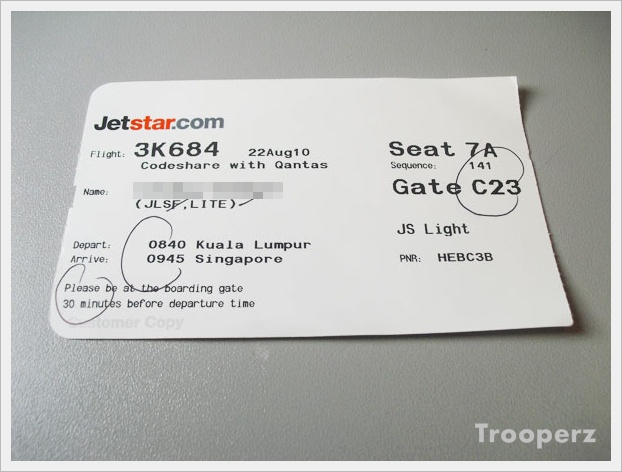 Jetstar.com
Flight: 3K684 22Aug10
Codeshare with Qantas
Name:
(JLSF,LITE)
Depart: 0840 Kuala Lumpur
Arrive: 0945 Singapore
Please be at the boarding gate
30 minutes before departure time
Customer Copy
Seat 7A
Sequence: 141
Gate C23
JS Light
PNR: HEBC3B
Trooperz